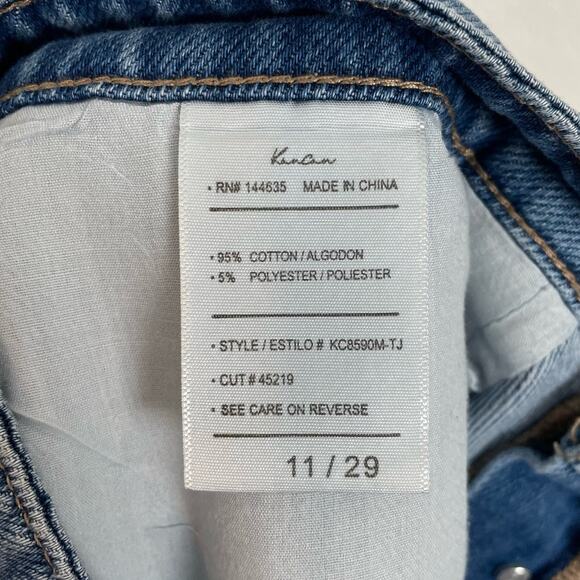 KanCan
• RN# 144635 MADE IN CHINA
• 95% COTTON / ALGODON
• 5% POLYESTER / POLIESTER
• STYLE / ESTILO # KC8590M-TJ
• CUT # 45219
• SEE CARE ON REVERSE
11 / 29